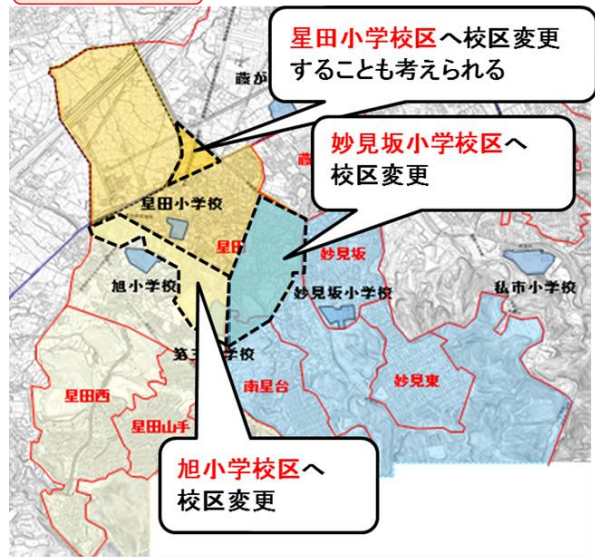 星田小学校区へ校区変更
することも考えられる
妙見坂小学校区へ
校区変更
星田小学校
星田
妙見坂
旭小学校
妙見坂小学校
私市小学校
南星台
妙見東
星田西
星田山手
旭小学校区へ
校区変更